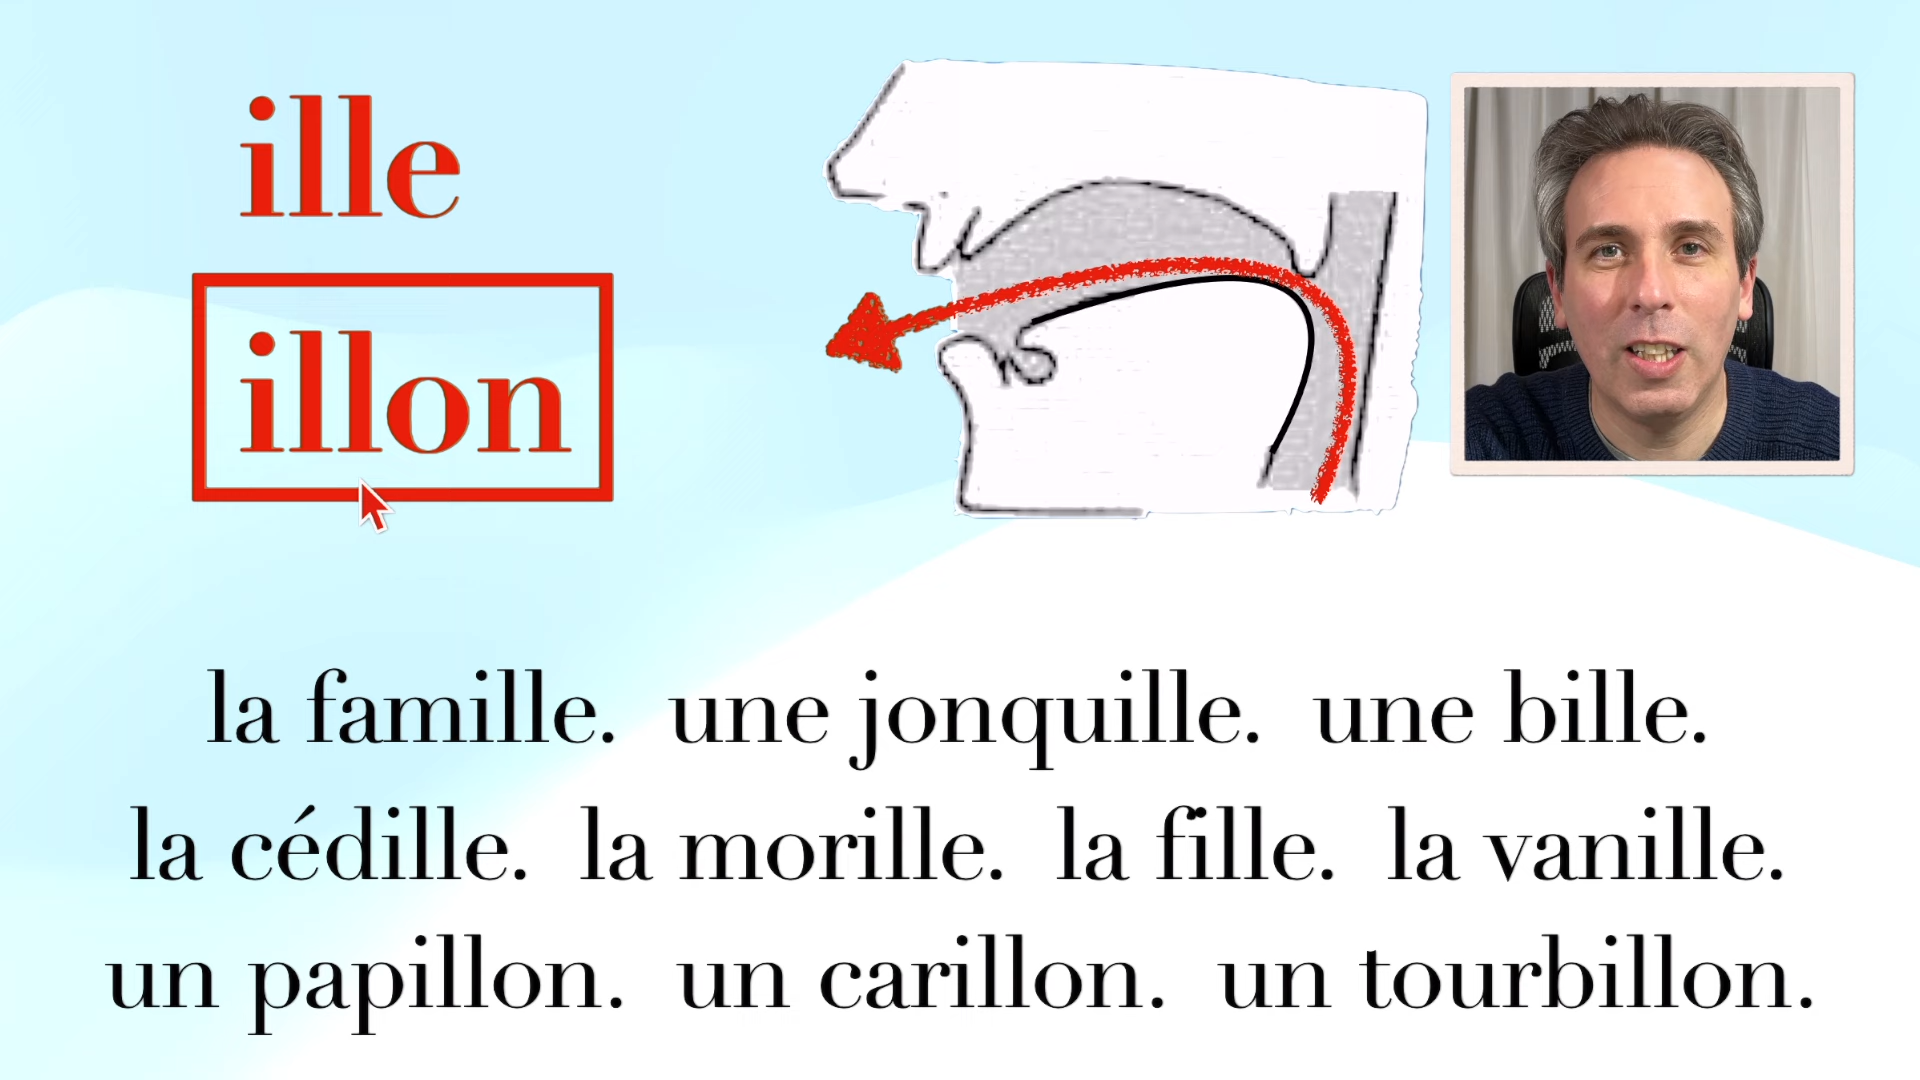 ille
illon
la famille. une jonquille. une bille.
la cédille. la morille. la fille. la vanille.
un papillon. un carillon. un tourbillon.